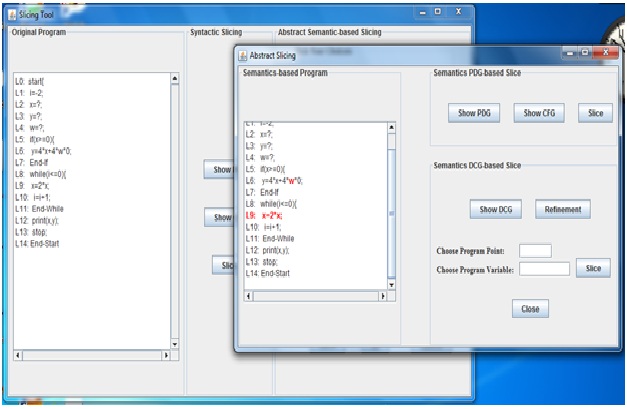 Slicing Tool
Original Program
Syntactic Slicing
Abstract Semantic-based Slicing
L0: start{
L1: i=-2;
L2: x=?;
L3: y=?;
L4: w=?;
L5: if(x>=0){
L6: y=4*x+4*w*0;
L7: End-If
L8: while(i<=0){
L9: x=2*x;
L10: i=i+1;
L11: End-While
L12: print(x,y);
L13: stop;
L14: End-Start
Show
Abstract Slicing
Semantics-based Program
L1: i=-2;
L2: x=?;
L3: y=?;
L4: w=?;
L5: if(x>=0){
L6: y=4*x+4*w*0;
L7: End-If
L8: while(i<=0){
L9: x=2*x;
L10: i=i+1;
L11: End-While
L12: print(x,y);
L13: stop;
L14: End-Start
Semantics PDG-based Slice
Show PDG
Show CFG
Slice
Semantics DCG-based Slice
Show DCG
Refinement
Choose Program Point:
Choose Program Variable:
Slice
Close